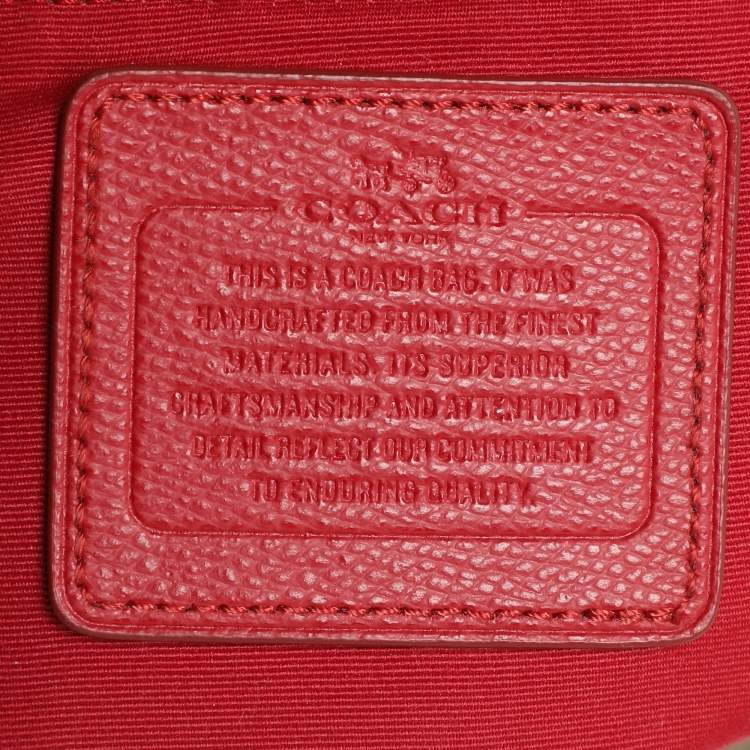 COACH
NEW YORK
THIS IS A COACH BAG. IT WAS
HANDCRAFTED FROM THE FINEST
MATERIALS. ITS SUPERIOR
CRAFTSMANSHIP AND ATTENTION TO
DETAIL REFLECT OUR COMMITMENT
TO ENDURING QUALITY.